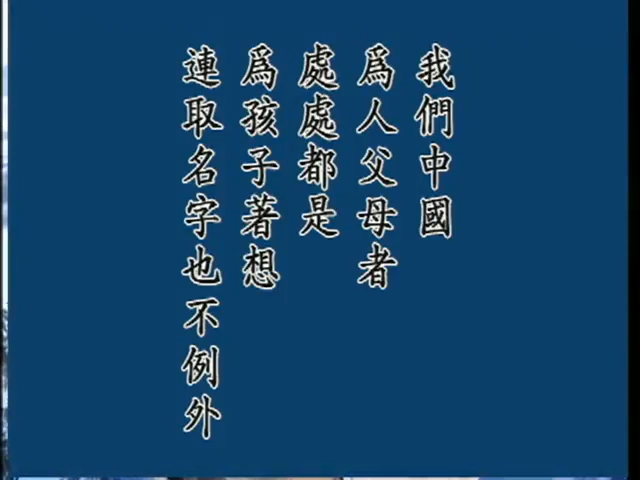 我們中國
爲人父母者
處處都是
爲孩子著想
連取名字也不例外